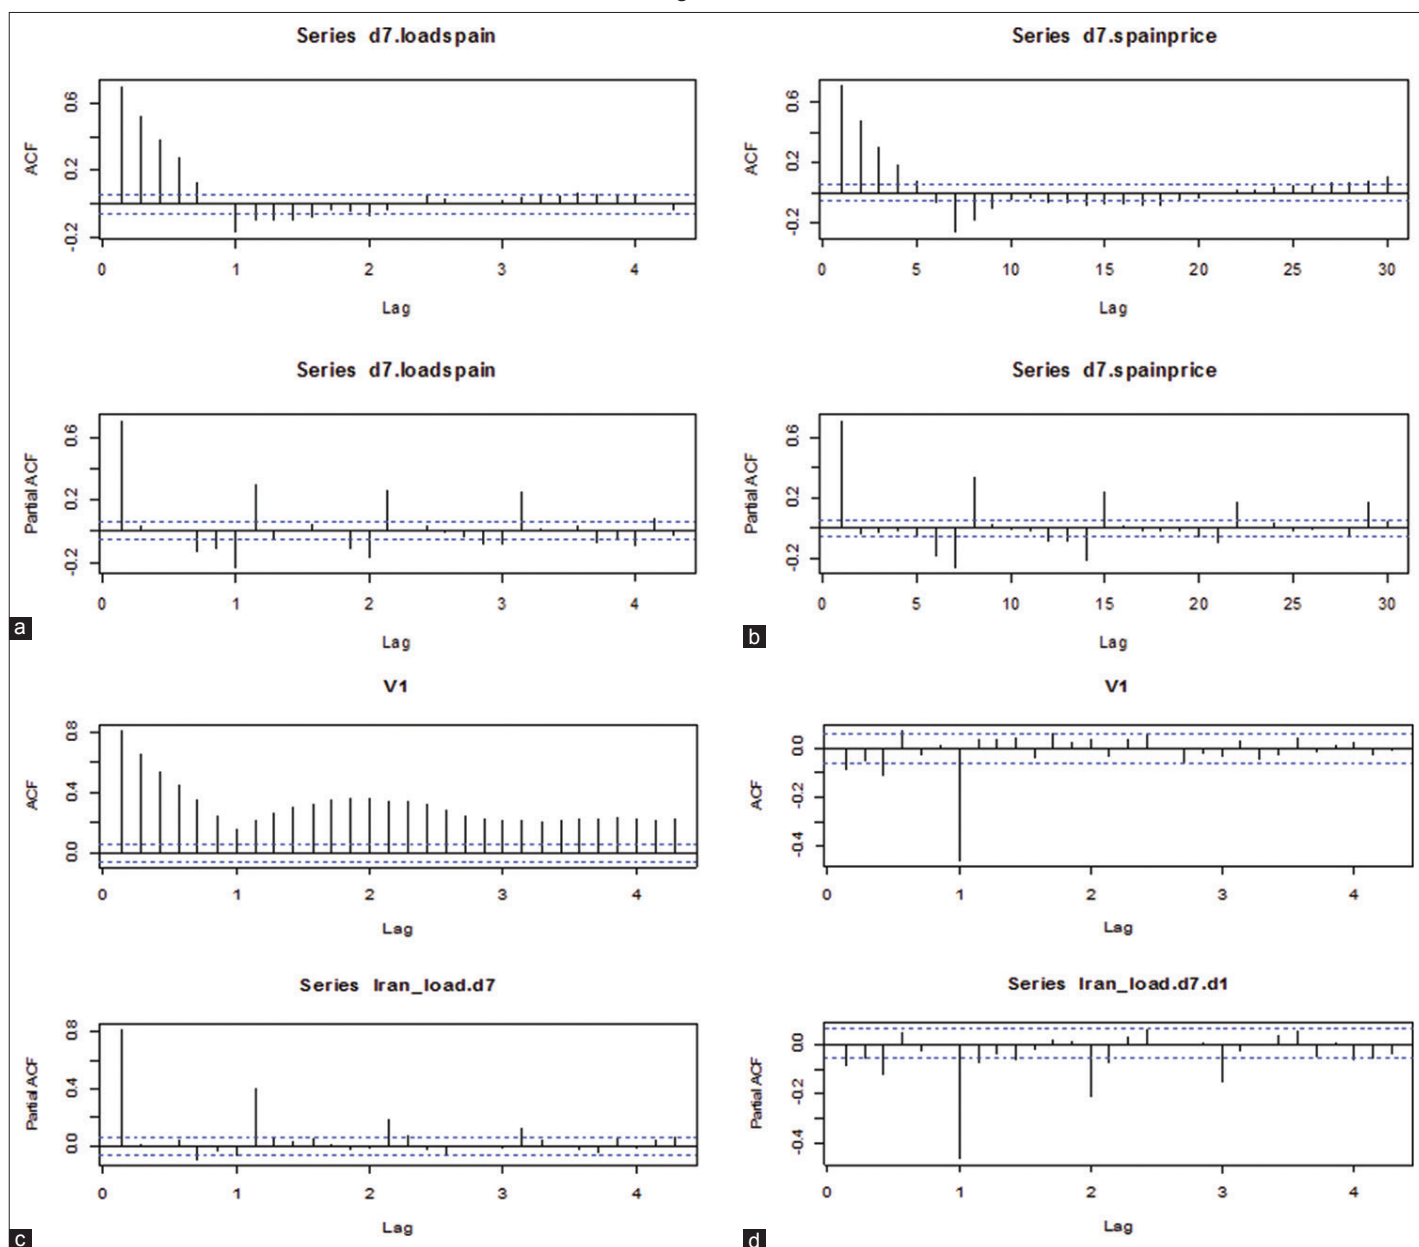 Series d7.loadspain
ACF
0.6
0.2
-0.2
0 1 2 3 4
Lag
Series d7.spainprice
ACF
0.6
0.2
-0.2
0 5 10 15 20 25 30
Lag
Series d7.loadspain
Partial ACF
0.6
0.2
-0.2
0 1 2 3 4
Lag
a
Series d7.spainprice
Partial ACF
0.6
0.2
-0.2
0 5 10 15 20 25 30
Lag
b
V1
ACF
0.8
0.4
0.0
0 1 2 3 4
Lag
V1
ACF
0.0
-0.2
-0.4
0 1 2 3 4
Lag
Series Iran_load.d7
Partial ACF
0.8
0.4
0.0
0 1 2 3 4
Lag
c
Series Iran_load.d7.d1
Partial ACF
0.0
-0.2
-0.4
0 1 2 3 4
Lag
d